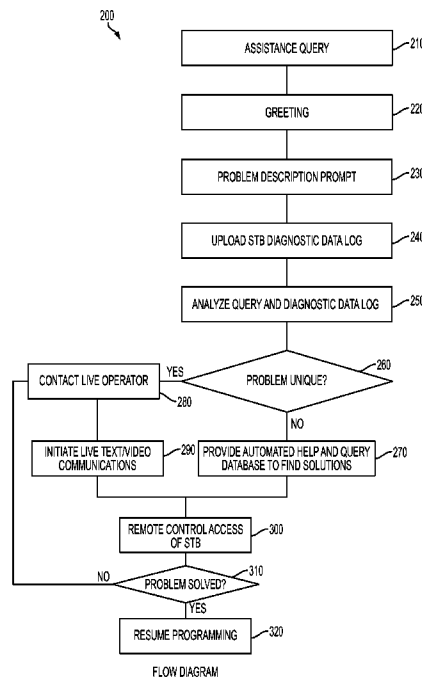 200
ASSISTANCE QUERY
210
GREETING
220
PROBLEM DESCRIPTION PROMPT
230
UPLOAD STB DIAGNOSTIC DATA LOG
240
ANALYZE QUERY AND DIAGNOSTIC DATA LOG
250
PROBLEM UNIQUE?
260
YES
CONTACT LIVE OPERATOR
280
NO
INITIATE LIVE TEXT/VIDEO
COMMUNICATIONS
290
PROVIDE AUTOMATED HELP AND QUERY
DATABASE TO FIND SOLUTIONS
270
REMOTE CONTROL ACCESS
OF STB
300
NO
PROBLEM SOLVED?
310
YES
RESUME PROGRAMMING
320
FLOW DIAGRAM